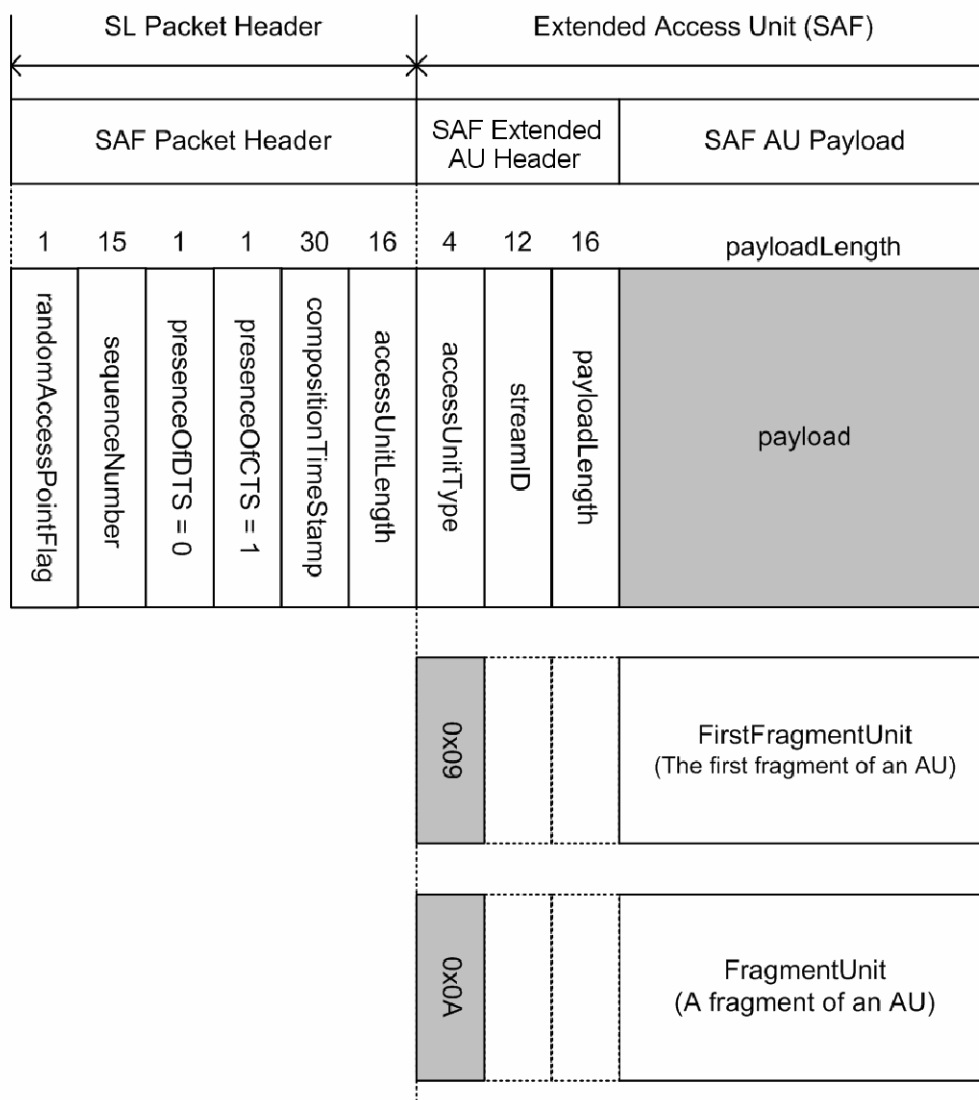 SL Packet Header
Extended Access Unit (SAF)
SAF Packet Header
SAF Extended
AU Header
SAF AU Payload
1
15
1
1
30
16
4
12
16
payloadLength
randomAccessPointFlag
sequenceNumber
presenceOfDTS = 0
presenceOfCTS = 1
compositionTimeStamp
accessUnitLength
accessUnitType
streamID
payloadLength
payload
0x09
FirstFragmentUnit
(The first fragment of an AU)
0x0A
FragmentUnit
(A fragment of an AU)